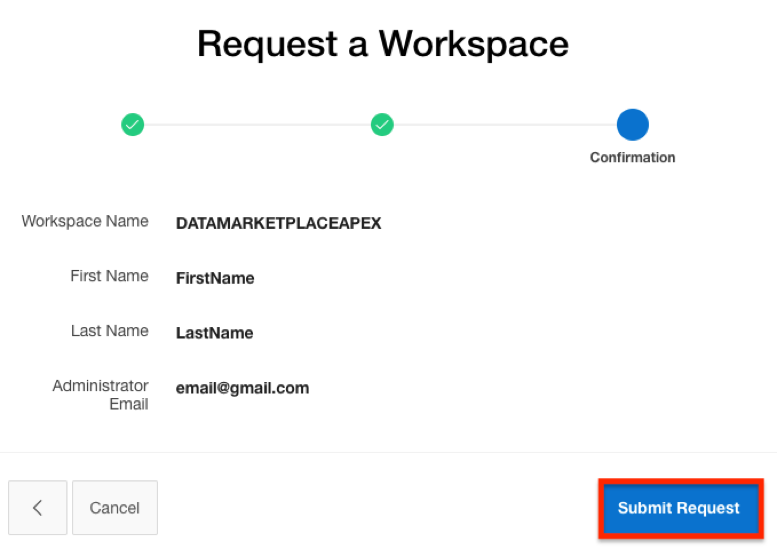 Request a Workspace
Confirmation
Workspace Name DATAMARKETPLACEAPEX
First Name FirstName
Last Name LastName
Administrator
Email email@gmail.com
Cancel
Submit Request